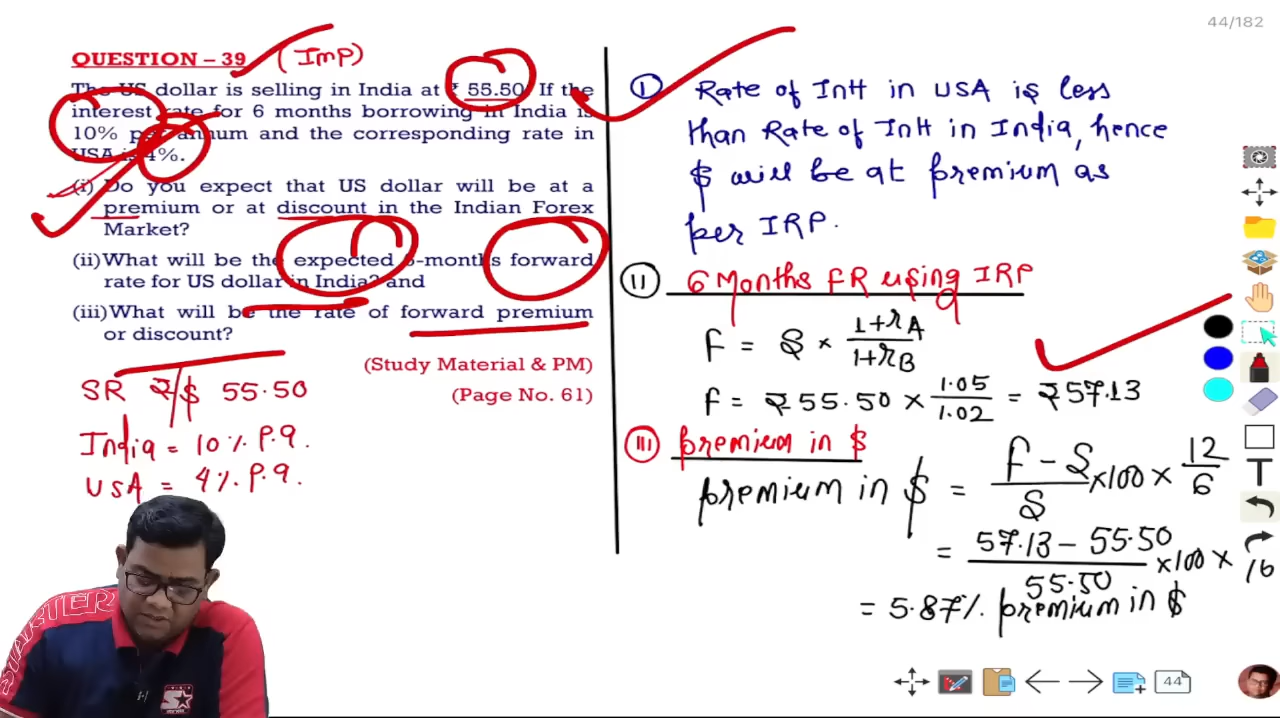 44/182
QUESTION – 39 (IMP)
The US dollar is selling in India at ₹ 55.50. If the
interest rate for 6 months borrowing in India is
10% per annum and the corresponding rate in
USA is 4%.
(i) Do you expect that US dollar will be at a
premium or at discount in the Indian Forex
Market?
(ii)What will be the expected 6-months forward
rate for US dollar in India? and
(iii)What will be the rate of forward premium
or discount?
(Study Material & PM)
(Page No. 61)
SR ₹/$ 55.50
India = 10% P.a.
USA = 4% P.a.
I Rate of Intt in USA is less
than Rate of Intt in India, hence
$ will be at premium as
per IRP.
II 6 Months FR using IRP
F = S × 1+rA / 1+rB
F = ₹55.50 × 1.05 / 1.02 = ₹57.13
III premium in $
premium in $ = F - S / S ×100 × 12 / 6
= 57.13 - 55.50 / 55.50 ×100 ×
= 5.87% premium in $
STARTER
44